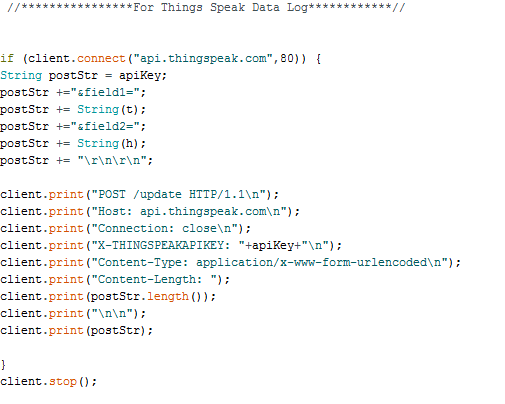 //****************For Things Speak Data Log************//
if (client.connect("api.thingspeak.com",80)) {
String postStr = apiKey;
postStr +="&field1=";
postStr += String(t);
postStr +="&field2=";
postStr += String(h);
postStr += "\r\n\r\n";
client.print("POST /update HTTP/1.1\n");
client.print("Host: api.thingspeak.com\n");
client.print("Connection: close\n");
client.print("X-THINGSPEAKAPIKEY: "+apiKey+"\n");
client.print("Content-Type: application/x-www-form-urlencoded\n");
client.print("Content-Length: ");
client.print(postStr.length());
client.print("\n\n");
client.print(postStr);
}
client.stop();